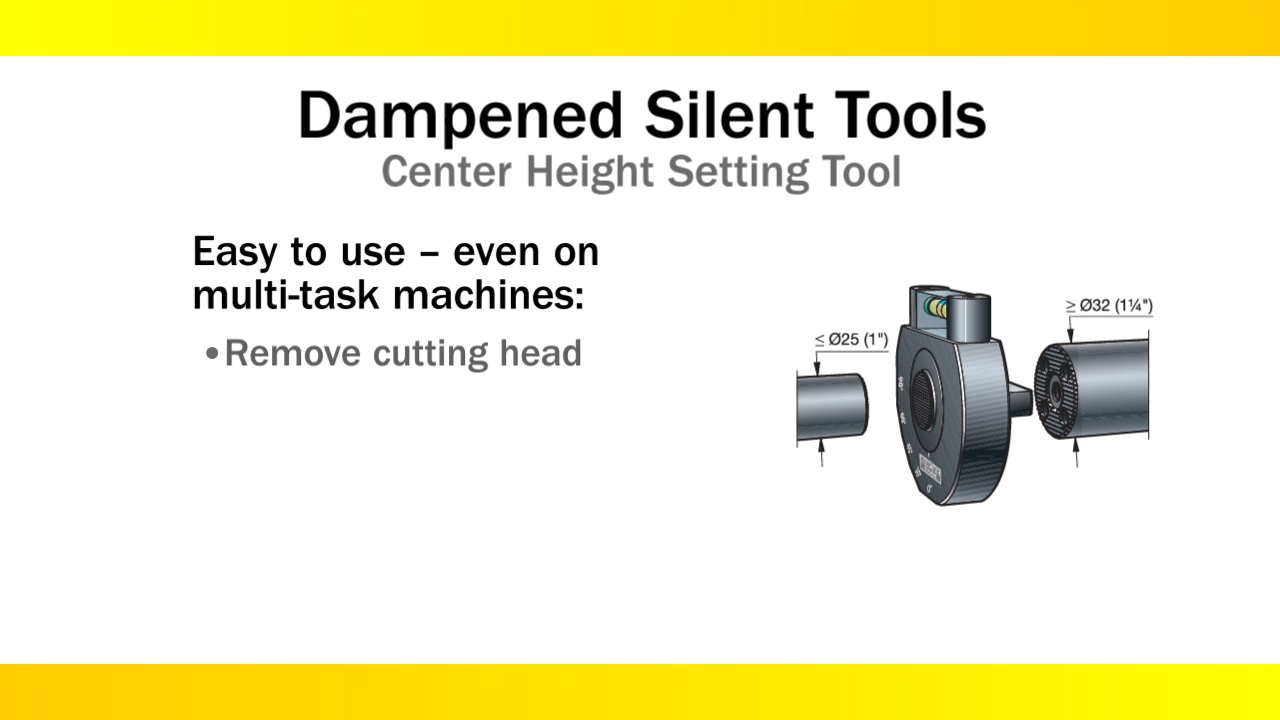 Dampened Silent Tools
Center Height Setting Tool
Easy to use – even on
multi-task machines:
•Remove cutting head
≤ Ø25 (1")
≥ Ø32 (1¼")